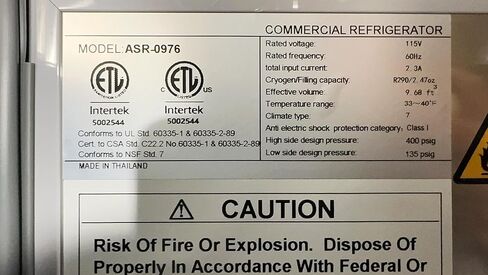 COMMERCIAL REFRIGERATOR
MODEL: ASR-0976
ETL
Intertek
5002544
C ETL US
Intertek
5002544
Conforms to UL Std. 60335-1 & 60335-2-89
Cert. to CSA Std. C22.2 No 60335-1 & 60335-2-89
Conforms to NSF Std. 7
MADE IN THAILAND
Rated voltage: 115V
Rated frequency: 60Hz
total input current: 2.3A
Cryogen/Filling capacity: R290/2.47oz
Effective volume: 9.68 ft³
Temperature range: 33~40°F
Climate type: 7
Anti electric shock protection category: Class I
High side design pressure: 400 psig
Low side design pressure: 135 psig
CAUTION
Risk Of Fire Or Explosion. Dispose Of
Properly In Accordance With Federal Or